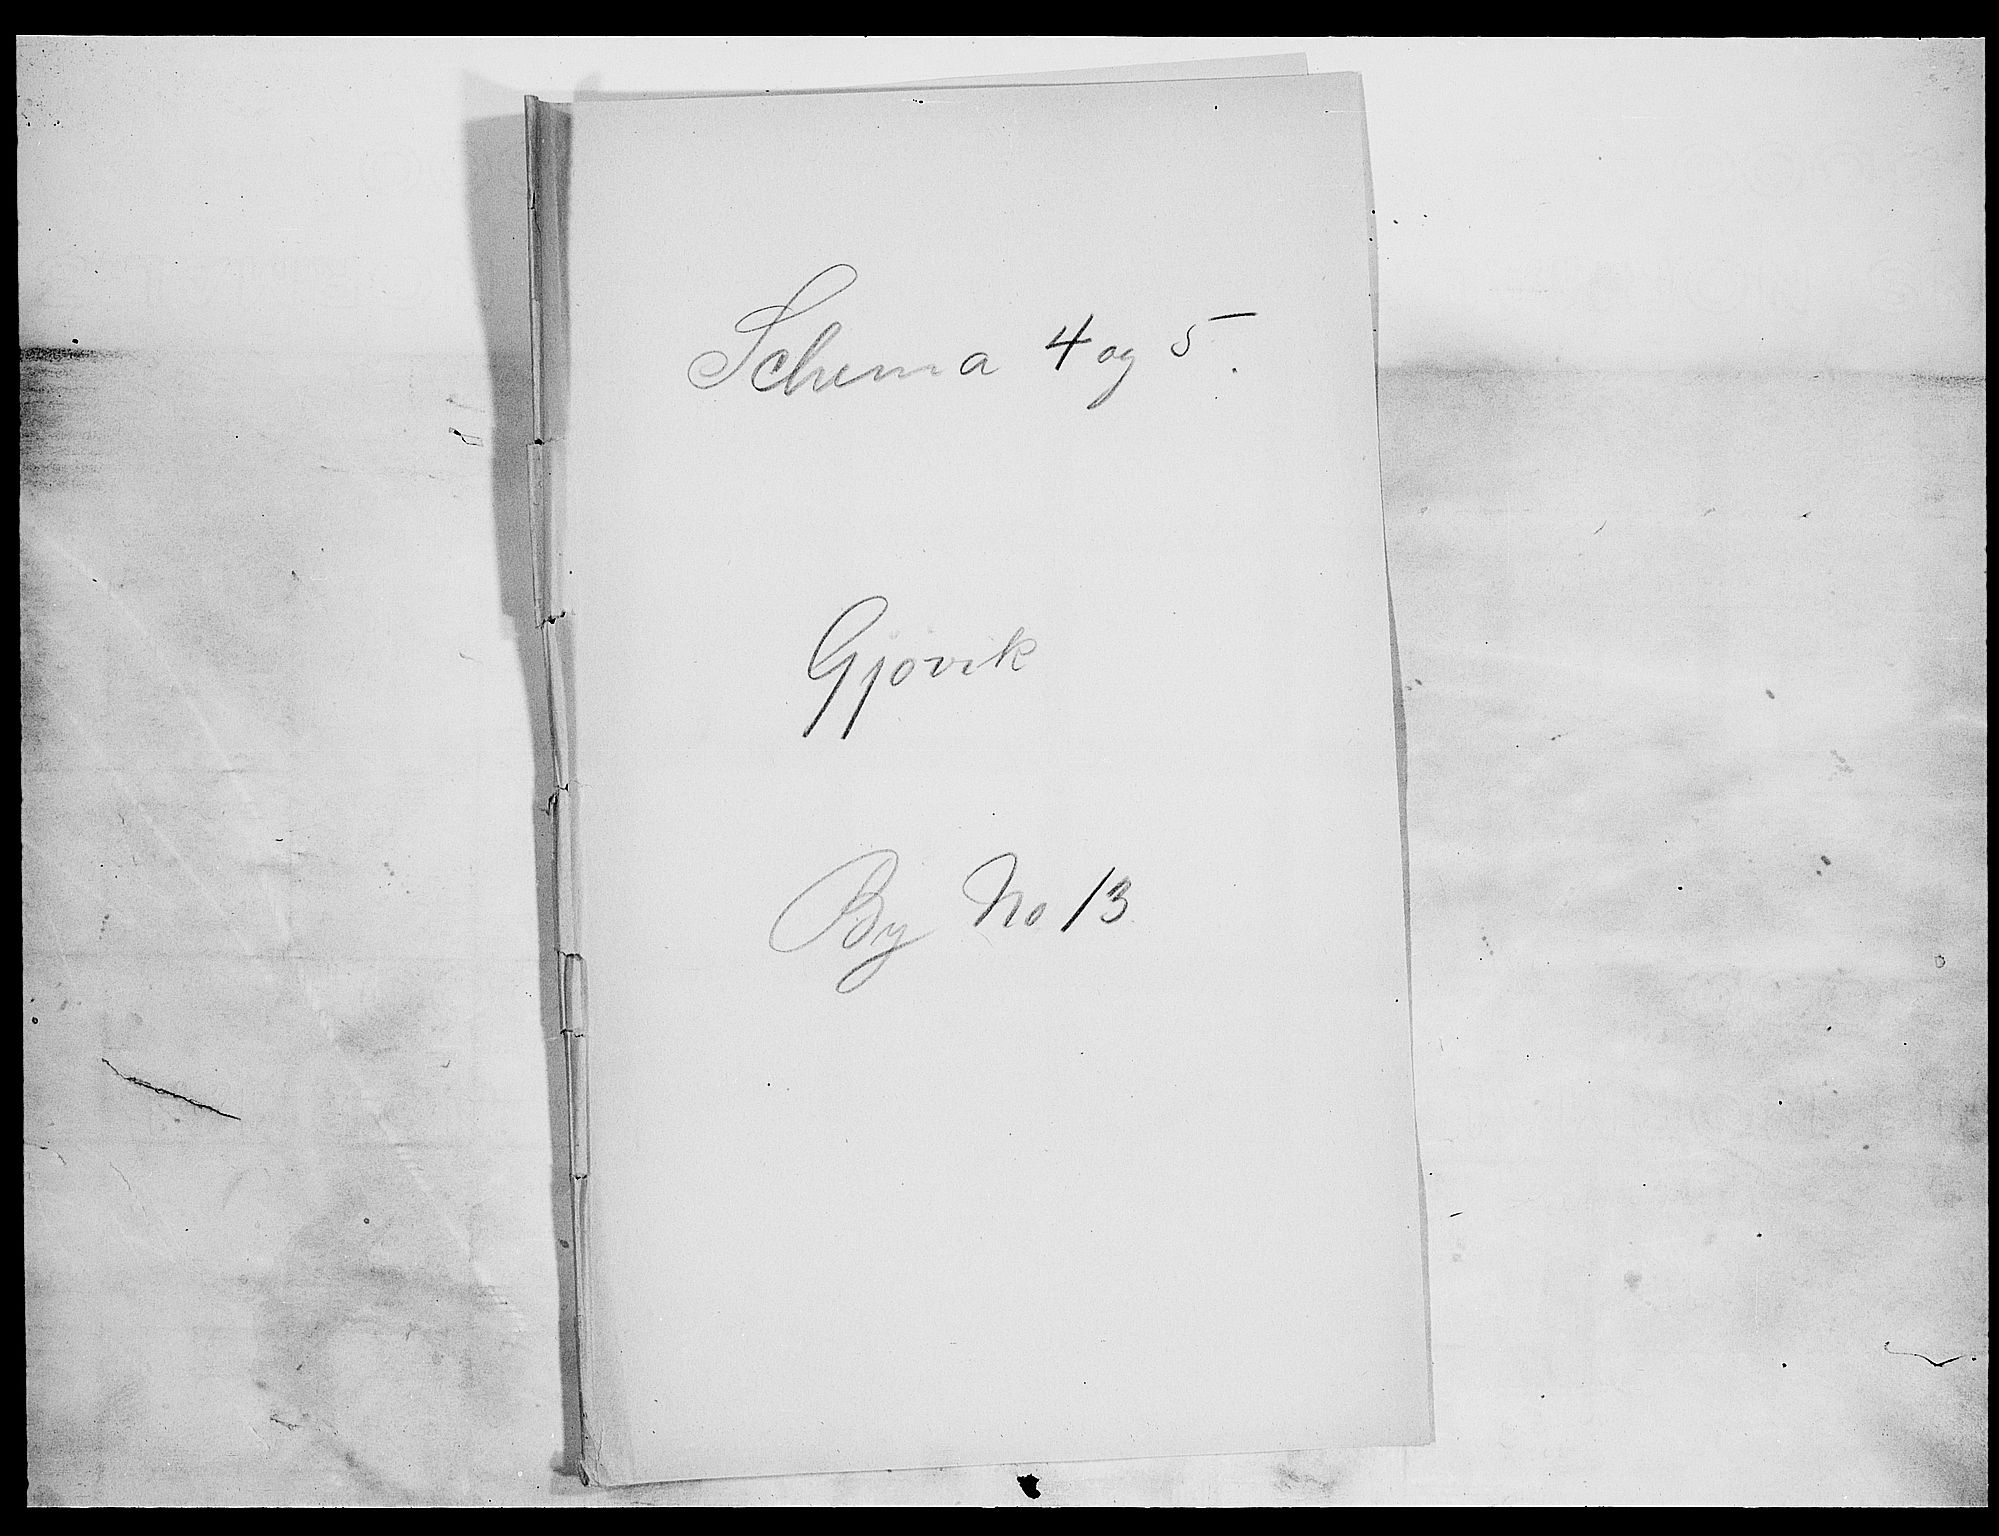 Schema 4 og 5.
Gjøvik
By No 13